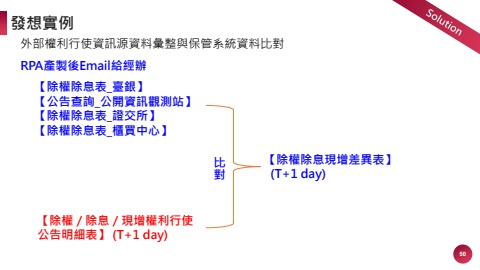 發想實例
Solution
外部權利行使資訊源資料彙整與保管系統資料比對
RPA產製後Email給經辦
【除權除息表_臺銀】
【公告查詢_公開資訊觀測站】
【除權除息表_證交所】
【除權除息表_櫃買中心】
比
對
【除權除息現增差異表】
(T+1 day)
【除權／除息／現增權利行使
公告明細表】(T+1 day)
50